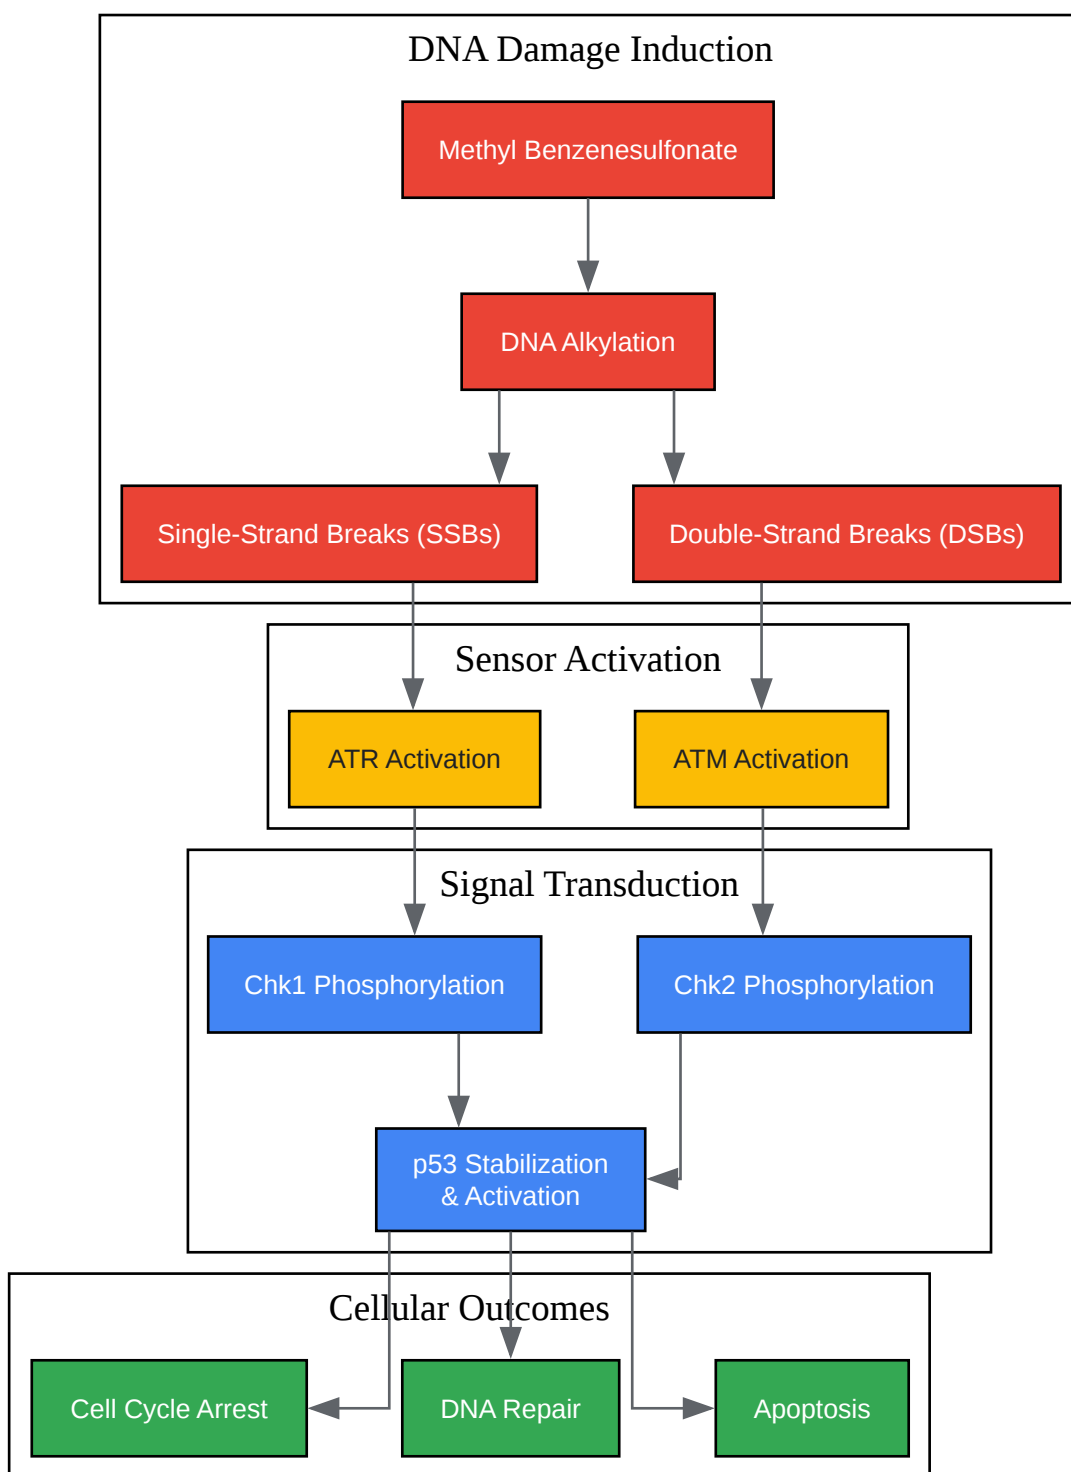 DNA Damage Induction
Methyl Benzenesulfonate
DNA Alkylation
Single-Strand Breaks (SSBs)
Double-Strand Breaks (DSBs)
Sensor Activation
ATR Activation
ATM Activation
Signal Transduction
Chk1 Phosphorylation
Chk2 Phosphorylation
p53 Stabilization
& Activation
Cellular Outcomes
Cell Cycle Arrest
DNA Repair
Apoptosis